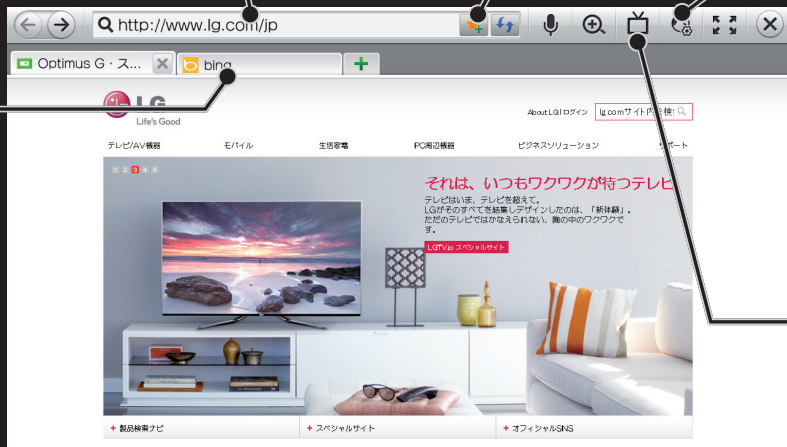 http://www.lg.com/jp
Optimus G · ス...
bing
LG
Life's Good
About LG | ログイン
lg.comサイト内を検
テレビ/AV機器 モバイル 生活家電 PC周辺機器 ビジネスソリューション サポート
1 2 3 4 5
それは、いつもワクワクが待つテレビ
テレビはいま、テレビを超えて。
LGがそのすべてを結集しデザインしたのは、「新体験」。
ただのテレビではかなえられない、胸の中のワクワクで
す。
LGTV.jp スペシャルサイト
+ 製品検索ナビ + スペシャルサイト + オフィシャルSNS